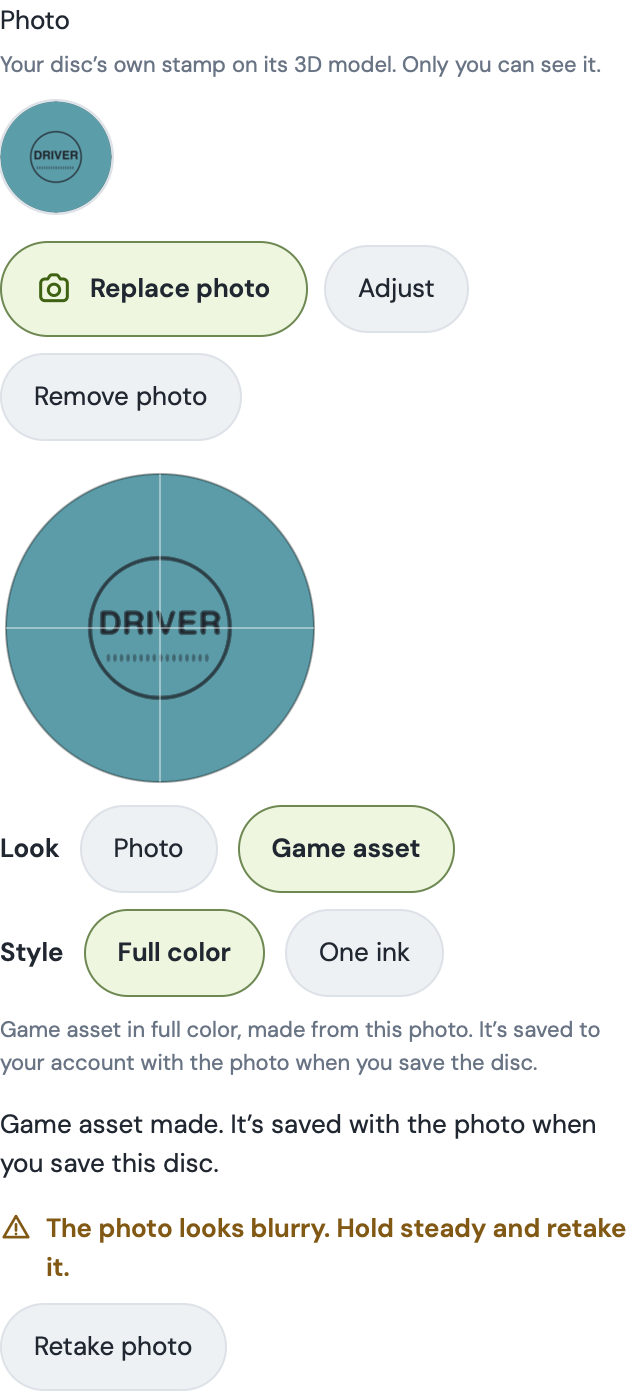 Photo
Your disc’s own stamp on its 3D model. Only you can see it.
DRIVER
Replace photo
Adjust
Remove photo
DRIVER
Look
Photo
Game asset
Style
Full color
One ink
Game asset in full color, made from this photo. It’s saved to
your account with the photo when you save the disc.
Game asset made. It’s saved with the photo when
you save this disc.
The photo looks blurry. Hold steady and retake
it.
Retake photo